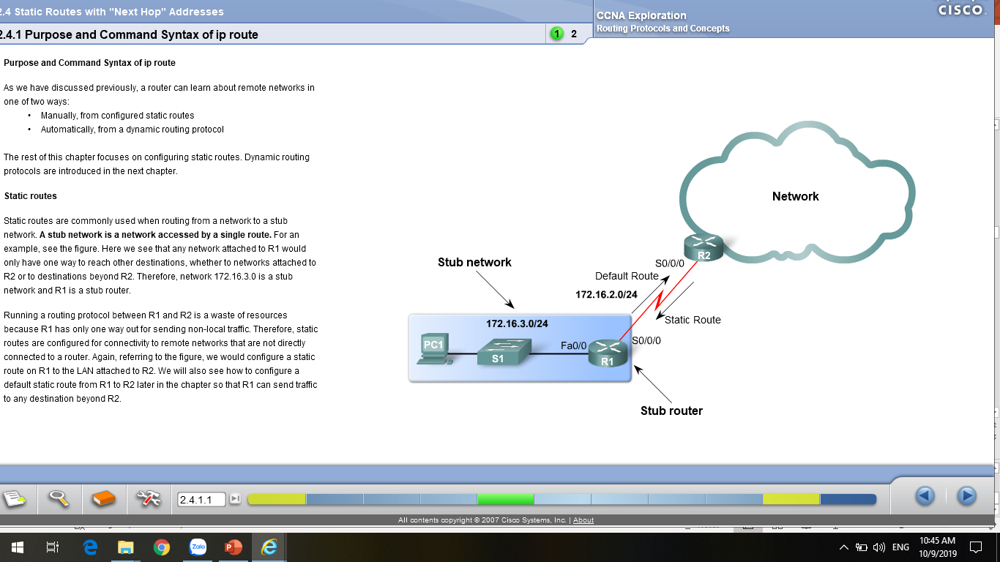 2.4 Static Routes with "Next Hop" Addresses
CCNA Exploration
Routing Protocols and Concepts
CISCO
2.4.1 Purpose and Command Syntax of ip route
1 2
Purpose and Command Syntax of ip route
As we have discussed previously, a router can learn about remote networks in
one of two ways:
• Manually, from configured static routes
• Automatically, from a dynamic routing protocol
The rest of this chapter focuses on configuring static routes. Dynamic routing
protocols are introduced in the next chapter.
Static routes
Static routes are commonly used when routing from a network to a stub
network. A stub network is a network accessed by a single route. For an
example, see the figure. Here we see that any network attached to R1 would
only have one way to reach other destinations, whether to networks attached to
R2 or to destinations beyond R2. Therefore, network 172.16.3.0 is a stub
network and R1 is a stub router.
Running a routing protocol between R1 and R2 is a waste of resources
because R1 has only one way out for sending non-local traffic. Therefore, static
routes are configured for connectivity to remote networks that are not directly
connected to a router. Again, referring to the figure, we would configure a static
route on R1 to the LAN attached to R2. We will also see how to configure a
default static route from R1 to R2 later in the chapter so that R1 can send traffic
to any destination beyond R2.
Network
R2
S0/0/0
Stub network
Default Route
172.16.2.0/24
Static Route
172.16.3.0/24
PC1
S1
Fa0/0
R1
S0/0/0
Stub router
2.4.1.1
All contents copyright © 2007 Cisco Systems, Inc. | About
Zalo
ENG
10:45 AM
10/9/2019